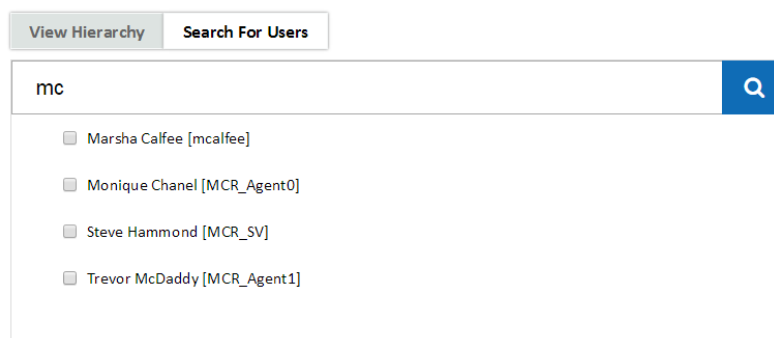 View Hierarchy Search For Users
mc
Marsha Calfee [mcalfee]
Monique Chanel [MCR_Agent0]
Steve Hammond [MCR_SV]
Trevor McDaddy [MCR_Agent1]